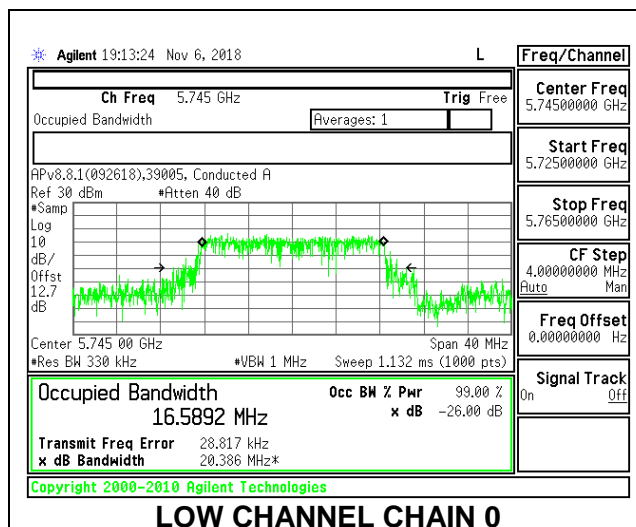 Agilent 19:13:24 Nov 6, 2018 L Freq/Channel
Ch Freq 5.745 GHz Trig Free
Occupied Bandwidth Averages: 1
Center Freq
5.74500000 GHz
Start Freq
5.72500000 GHz
APv8.8.1(092618),39005, Conducted A
Ref 30 dBm #Atten 40 dB
#Samp
Log
10
dB/
Offst
12.7
dB
Stop Freq
5.76500000 GHz
CF Step
4.00000000 MHz
Auto Man
Freq Offset
0.00000000 Hz
Center 5.745 00 GHz Span 40 MHz
#Res BW 330 kHz #VBW 1 MHz Sweep 1.132 ms (1000 pts)
Signal Track
On Off
Occupied Bandwidth Occ BW % Pwr 99.00 %
16.5892 MHz x dB -26.00 dB
Transmit Freq Error 28.817 kHz
x dB Bandwidth 20.386 MHz*
Copyright 2000-2010 Agilent Technologies
LOW CHANNEL CHAIN 0